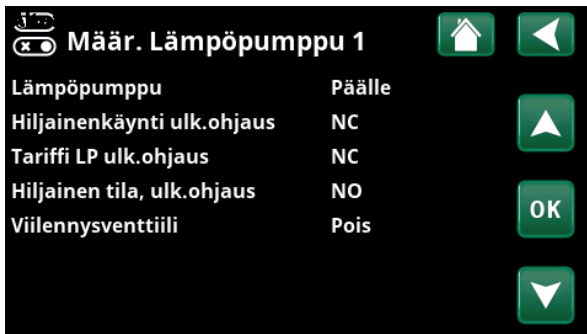 Määr. Lämpöpumppu 1
Lämpöpumppu Päälle
Hiljainenkäynti ulk.ohjaus NC
Tariffi LP ulk.ohjaus NC
Hiljainen tila, ulk.ohjaus NO
Viilennysventtiili Pois
OK